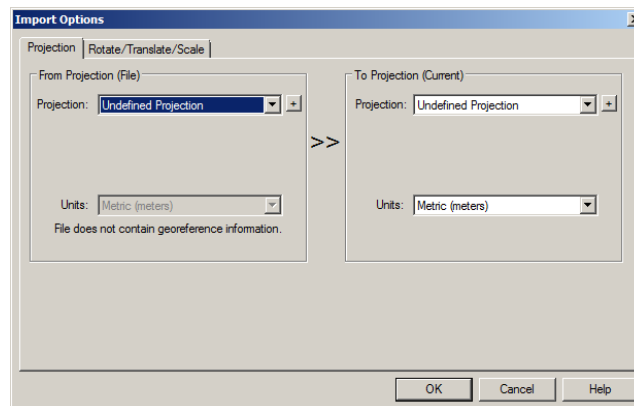 Import Options
Projection Rotate/Translate/Scale
From Projection (File)
Projection: Undefined Projection +
Units: Metric (meters)
File does not contain georeference information.
>>
To Projection (Current)
Projection: Undefined Projection +
Units: Metric (meters)
OK Cancel Help